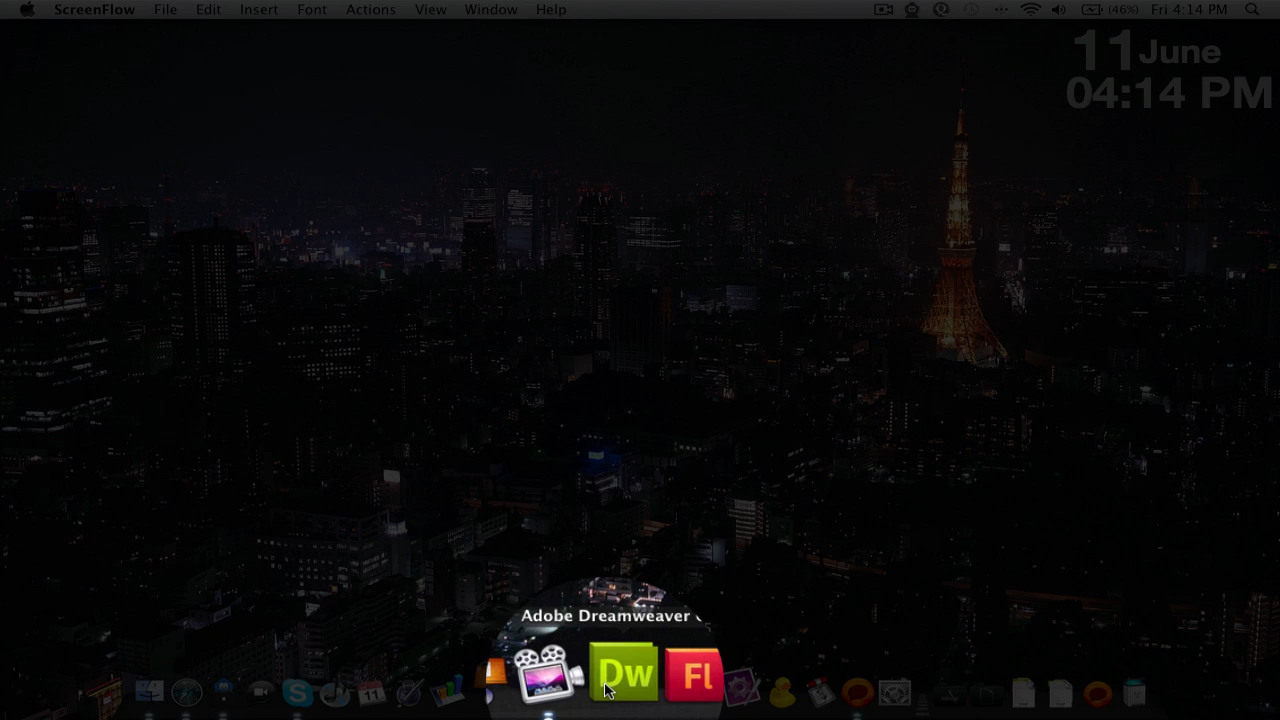 ScreenFlow File Edit Insert Font Actions View Window Help (46%) Fri 4:14 PM
11 June
04:14 PM
Adobe Dreamweaver
Dw Fl
S 11